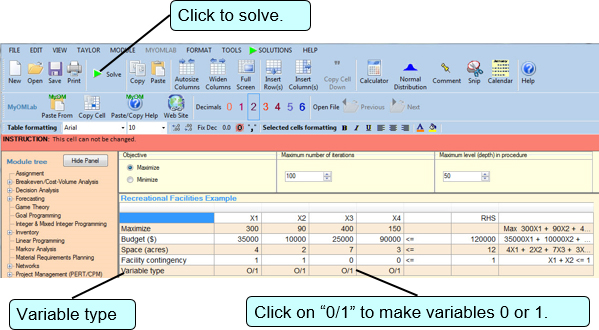 Click to solve.
FILE EDIT VIEW TAYLOR MODULE MYOMLAB FORMAT TOOLS SOLUTIONS HELP
New Open Save Print Solve Copy Paste Autosize Columns Widen Columns Full Screen Insert Row(s) Insert Column(s) Copy Cell Down Calculator Normal Distribution Comment Snip Calendar Help
MyOMLab Web Site Paste From Copy Cell Paste/Copy Help Decimals 0 1 2 3 4 5 6 Open File Previous Next
Table formatting Arial 10 Fix Dec 0.0 Selected cells formatting B I U
INSTRUCTION: This cell can not be changed.
Module tree Hide Panel
Assignment
Breakeven/Cost-Volume Analysis
Decision Analysis
Forecasting
Game Theory
Goal Programming
Integer & Mixed Integer Programming
Inventory
Linear Programming
Markov Analysis
Material Requirements Planning
Networks
Project Management (PERT/CPM)
Objective
Maximize
Minimize
Maximum number of iterations
100
Maximum level (depth) in procedure
50
Recreational Facilities Example
X1 X2 X3 X4 RHS
Maximize 300 90 400 150 Max 300X1 + 90X2 + 4...
Budget ($) 35000 10000 25000 90000 <= 120000 35000X1 + 10000X2 + ...
Space (acres) 4 2 7 3 <= 12 4X1 + 2X2 + 7X3 + 3X...
Facility contingency 1 1 0 0 <= 1 X1 + X2 <= 1
Variable type 0/1 0/1 0/1 0/1
Variable type
Click on “0/1” to make variables 0 or 1.